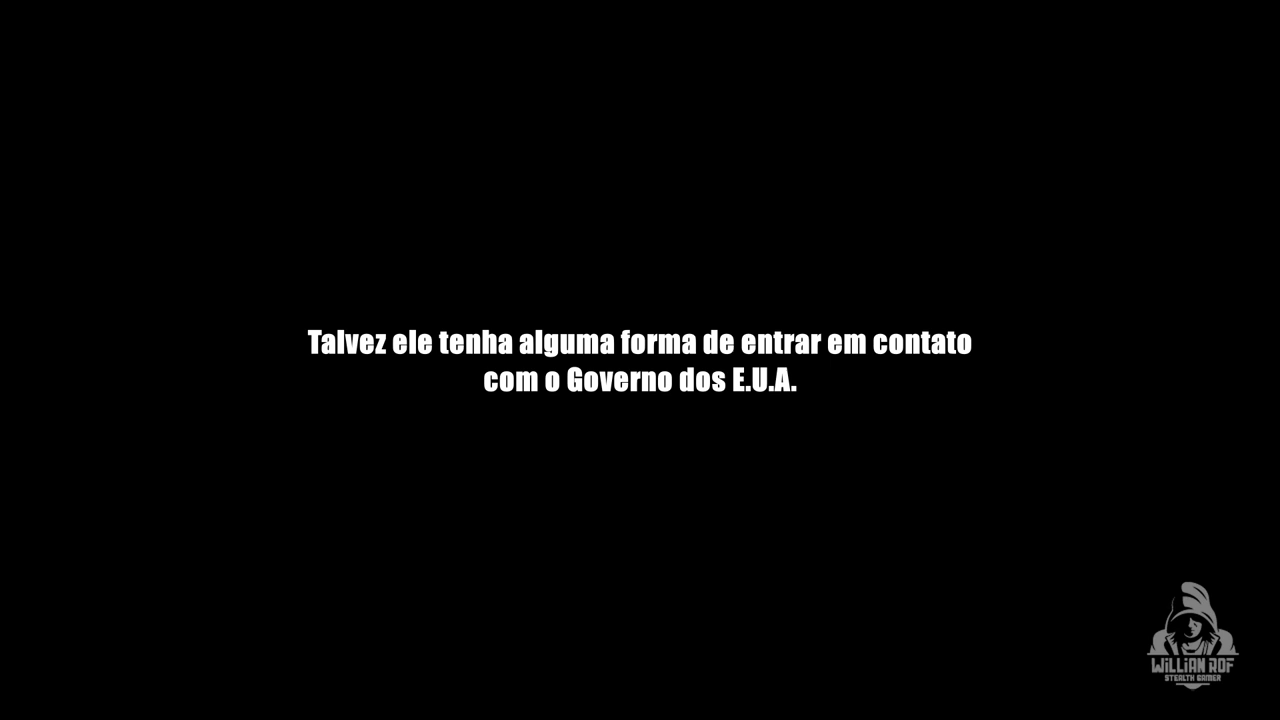 Talvez ele tenha alguma forma de entrar em contato
com o Governo dos E.U.A.
WILLIAN ROF
STEALTH GAMER